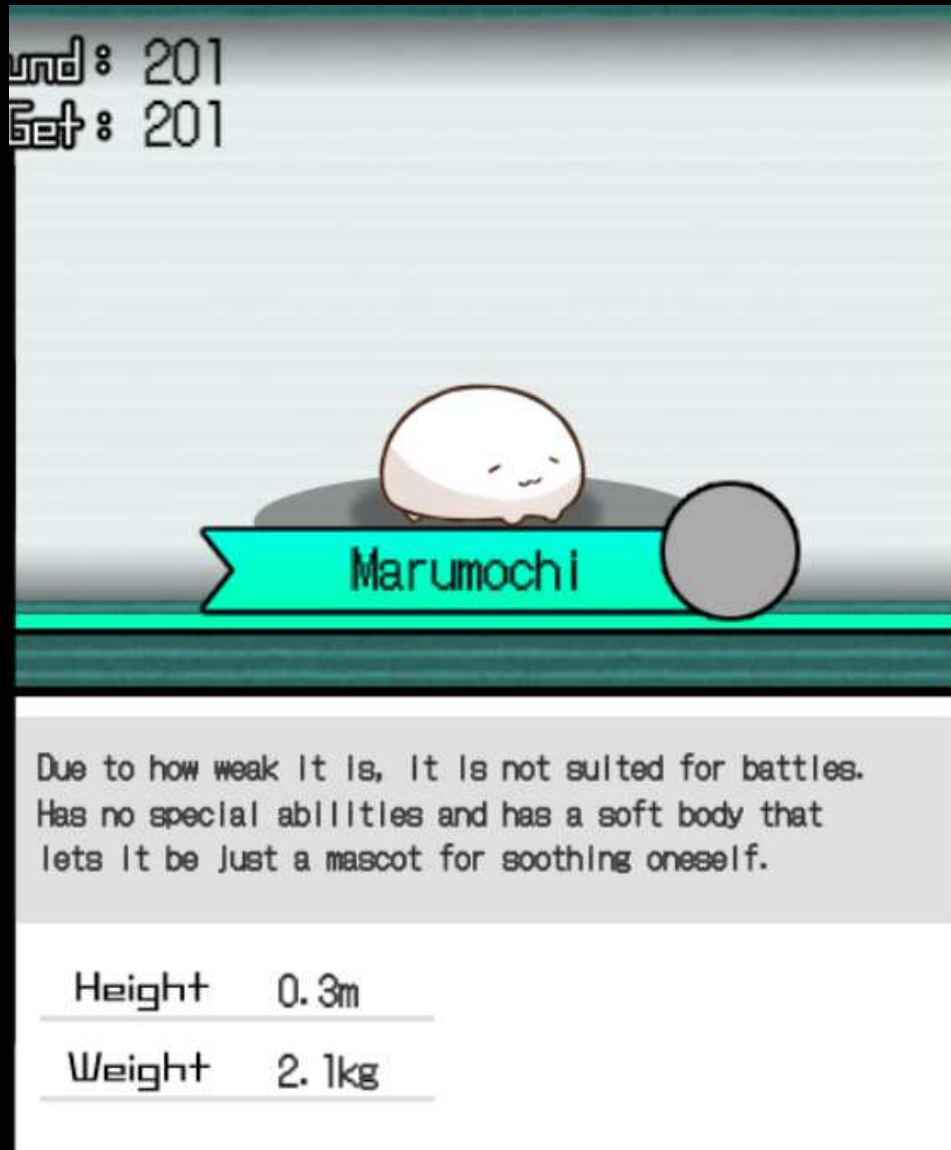 und: 201
Get: 201
Marumochi
Due to how weak it is, it is not suited for battles.
Has no special abilities and has a soft body that
lets it be just a mascot for soothing oneself.
Height 0.3m
Weight 2.1kg